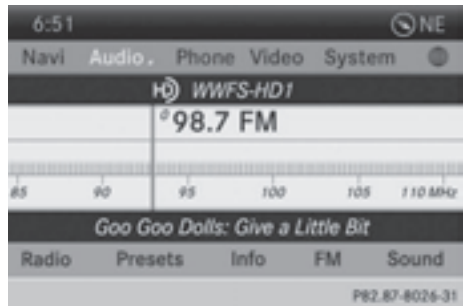 6:51 NE
Navi Audio Phone Video System
HD WWFS-HD1
98.7 FM
85 90 95 100 105 110 MHz
Goo Goo Dolls: Give a Little Bit
Radio Presets Info FM Sound
P82.87-8026-31